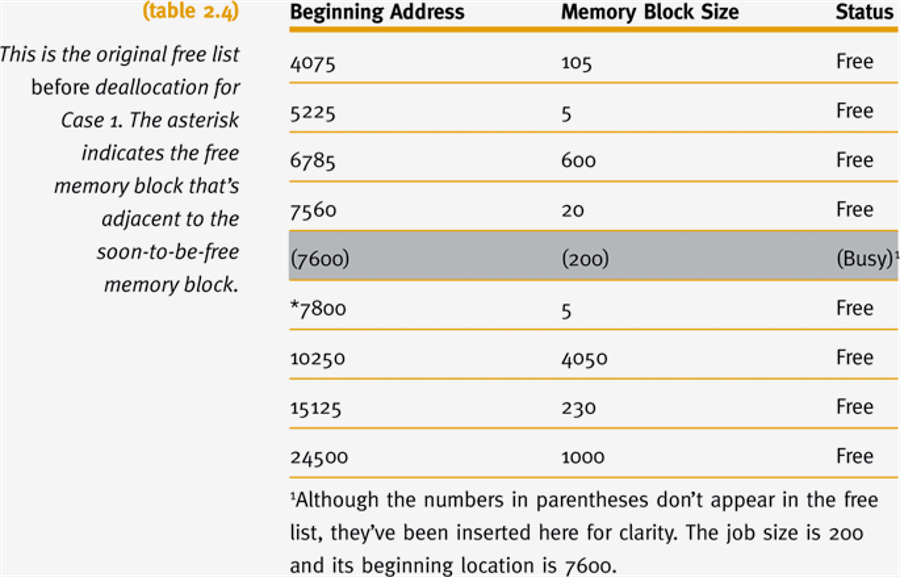 (table 2.4)
This is the original free list
before deallocation for
Case 1. The asterisk
indicates the free
memory block that's
adjacent to the
soon-to-be-free
memory block.
Beginning Address Memory Block Size Status
4075 105 Free
5225 5 Free
6785 600 Free
7560 20 Free
(7600) (200) (Busy)¹
*7800 5 Free
10250 4050 Free
15125 230 Free
24500 1000 Free
¹Although the numbers in parentheses don't appear in the free
list, they've been inserted here for clarity. The job size is 200
and its beginning location is 7600.